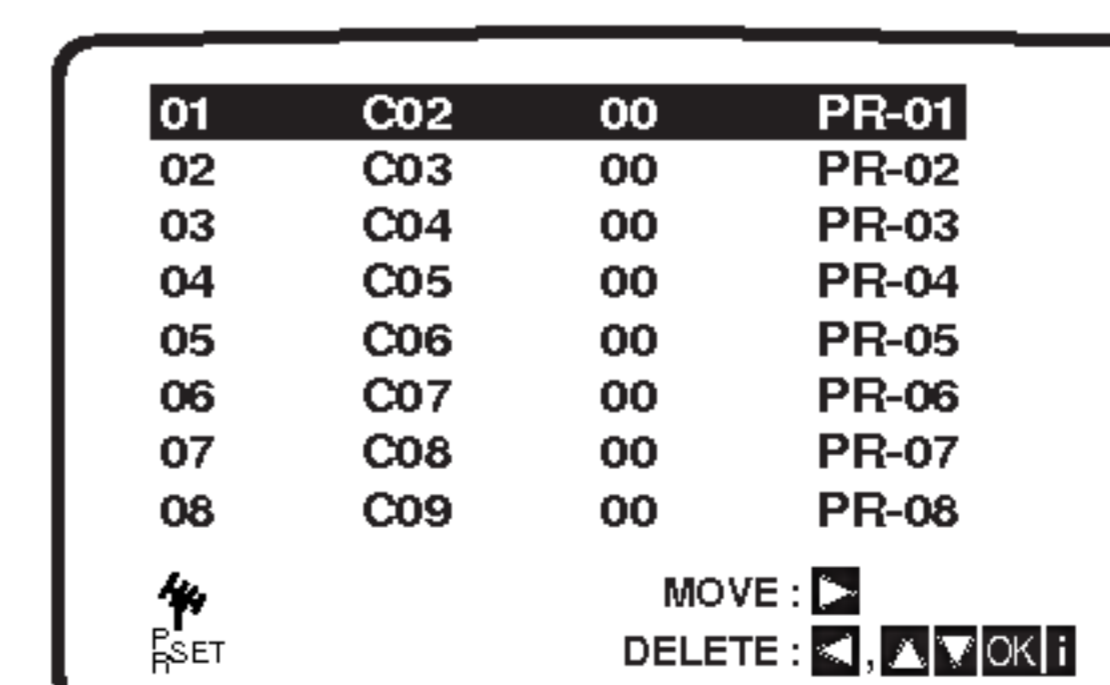 01 C02 00 PR-01
02 C03 00 PR-02
03 C04 00 PR-03
04 C05 00 PR-04
05 C06 00 PR-05
06 C07 00 PR-06
07 C08 00 PR-07
08 C09 00 PR-08
MOVE :
PR SET DELETE : , OK i